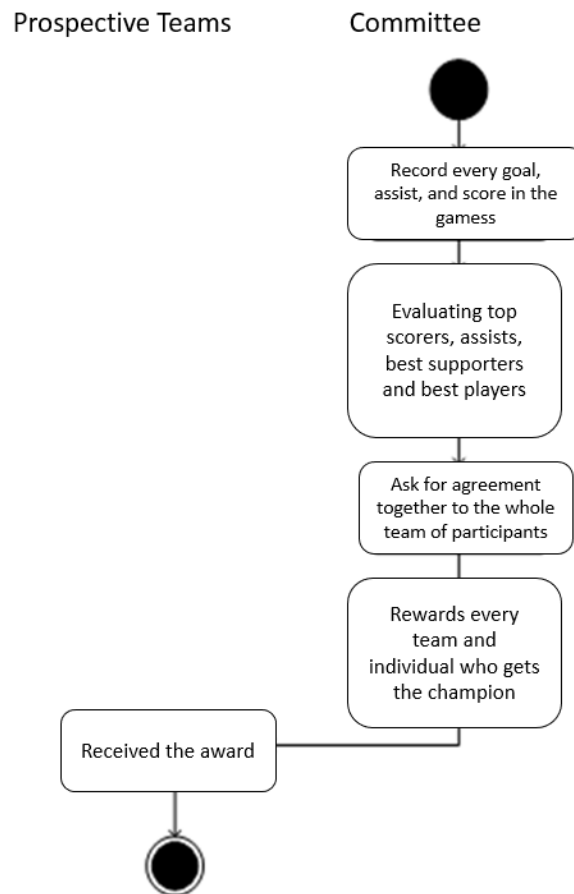 Prospective Teams
Committee
Record every goal,
assist, and score in the
gamess
Evaluating top
scorers, assists,
best supporters
and best players
Ask for agreement
together to the whole
team of participants
Rewards every
team and
individual who gets
the champion
Received the award